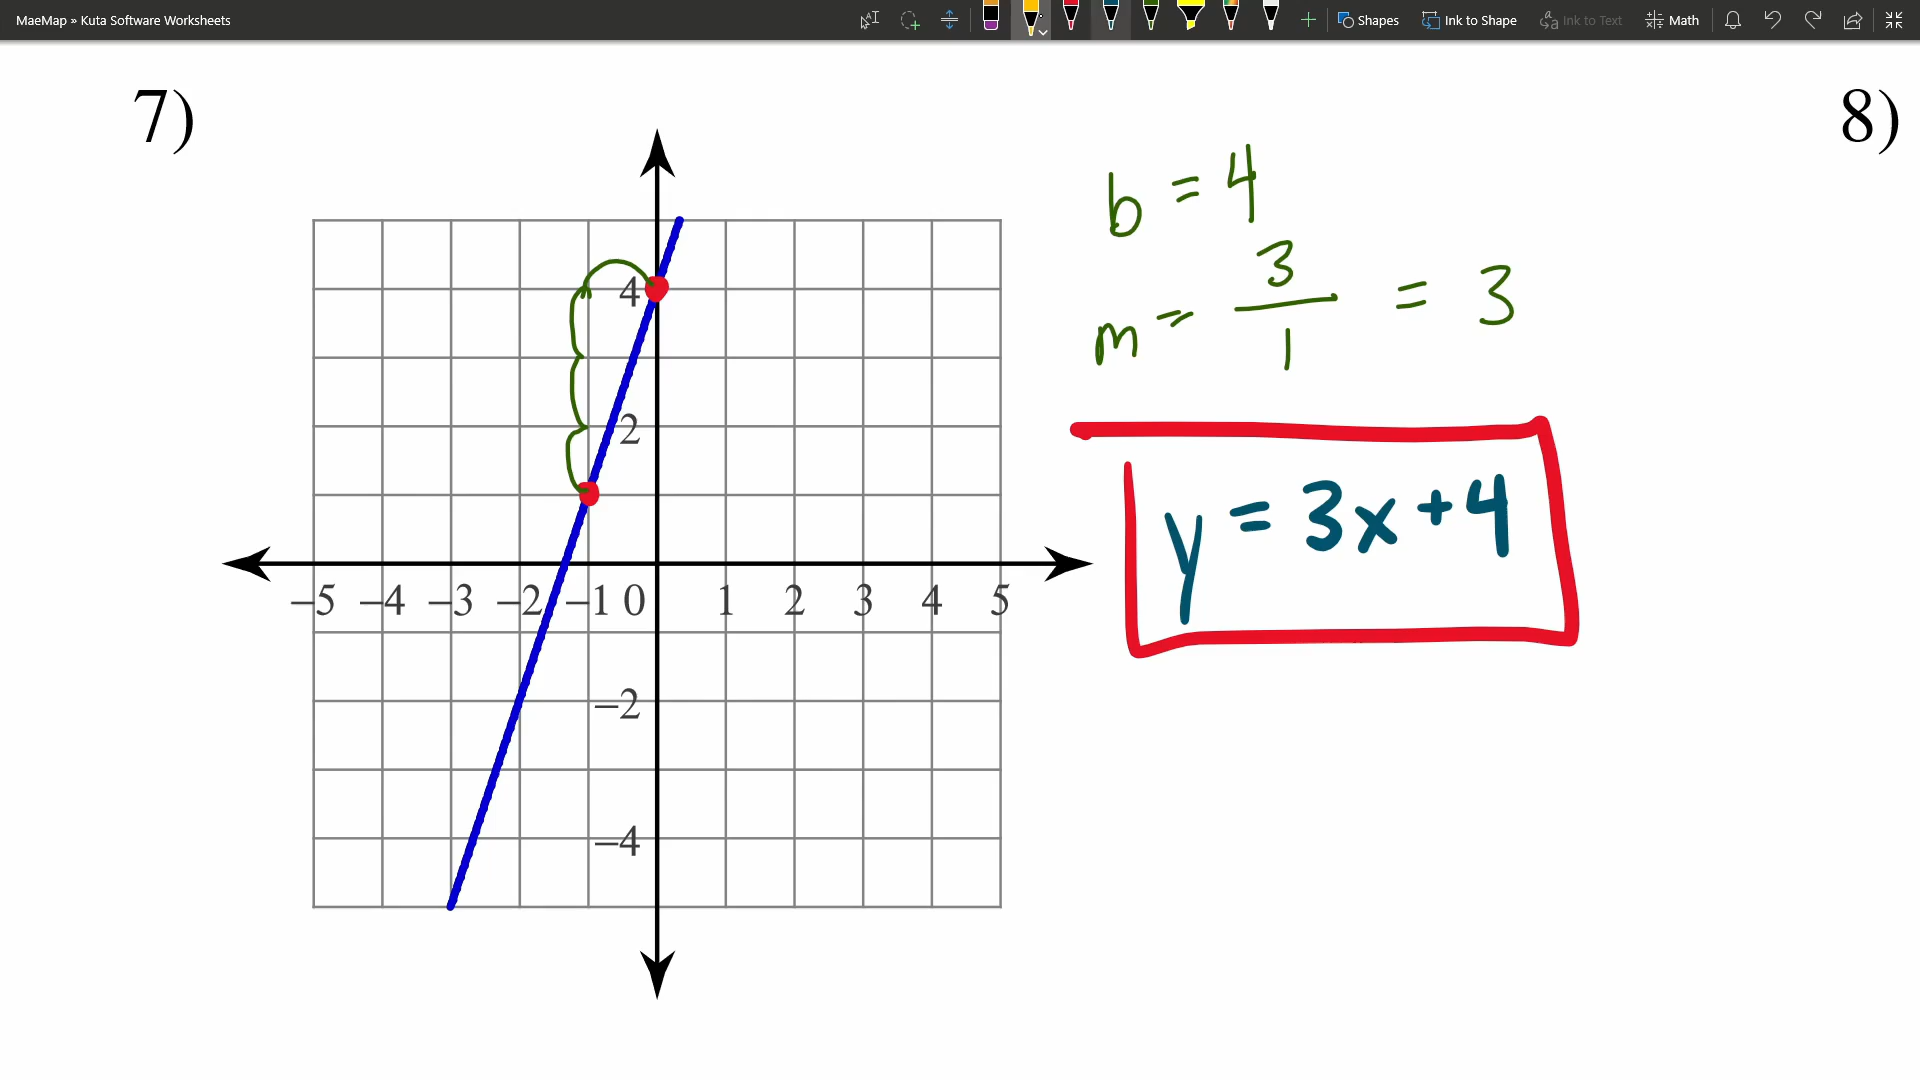 MaeMap » Kuta Software Worksheets
Shapes
Ink to Shape
Ink to Text
Math
7)
8)
b = 4
m = 3/1 = 3
y = 3x + 4
4
2
−5 −4 −3 −2 −1 0 1 2 3 4 5
−2
−4